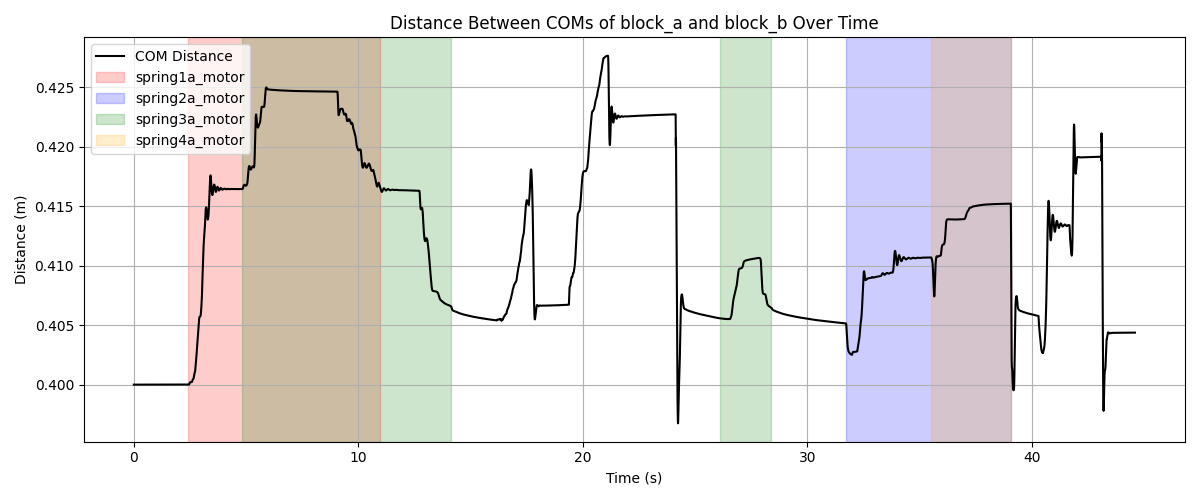 Distance Between COMs of block_a and block_b Over Time
COM Distance
spring1a_motor
spring2a_motor
spring3a_motor
spring4a_motor
0.425
0.420
0.415
0.410
0.405
0.400
Distance (m)
0 10 20 30 40
Time (s)